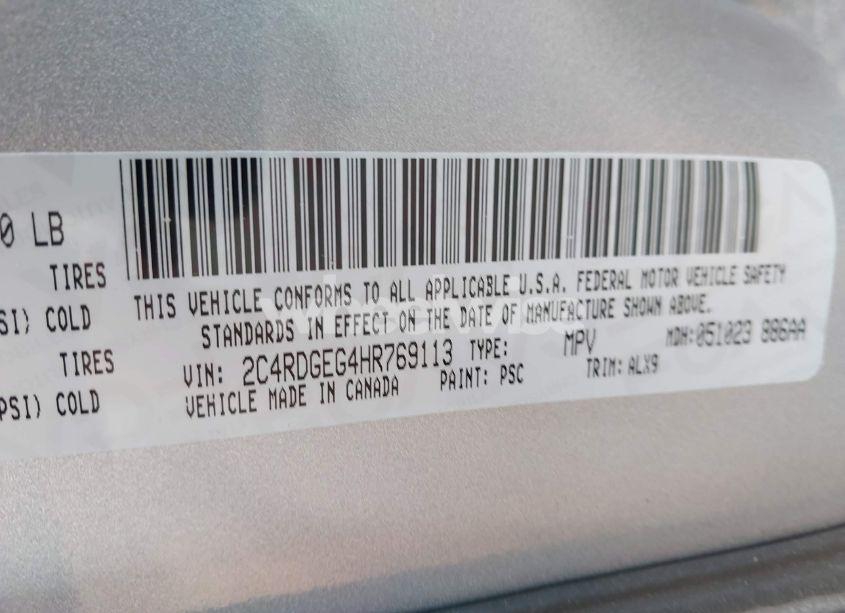 0 LB
TIRES
SI) COLD
TIRES
PSI) COLD
THIS VEHICLE CONFORMS TO ALL APPLICABLE U.S.A. FEDERAL MOTOR VEHICLE SAFETY
STANDARDS IN EFFECT ON THE DATE OF MANUFACTURE SHOWN ABOVE.
VIN: 2C4RDGEG4HR769113 TYPE: MPV MDH: 051023 886AA
VEHICLE MADE IN CANADA PAINT: PSC TRIM: ALX9